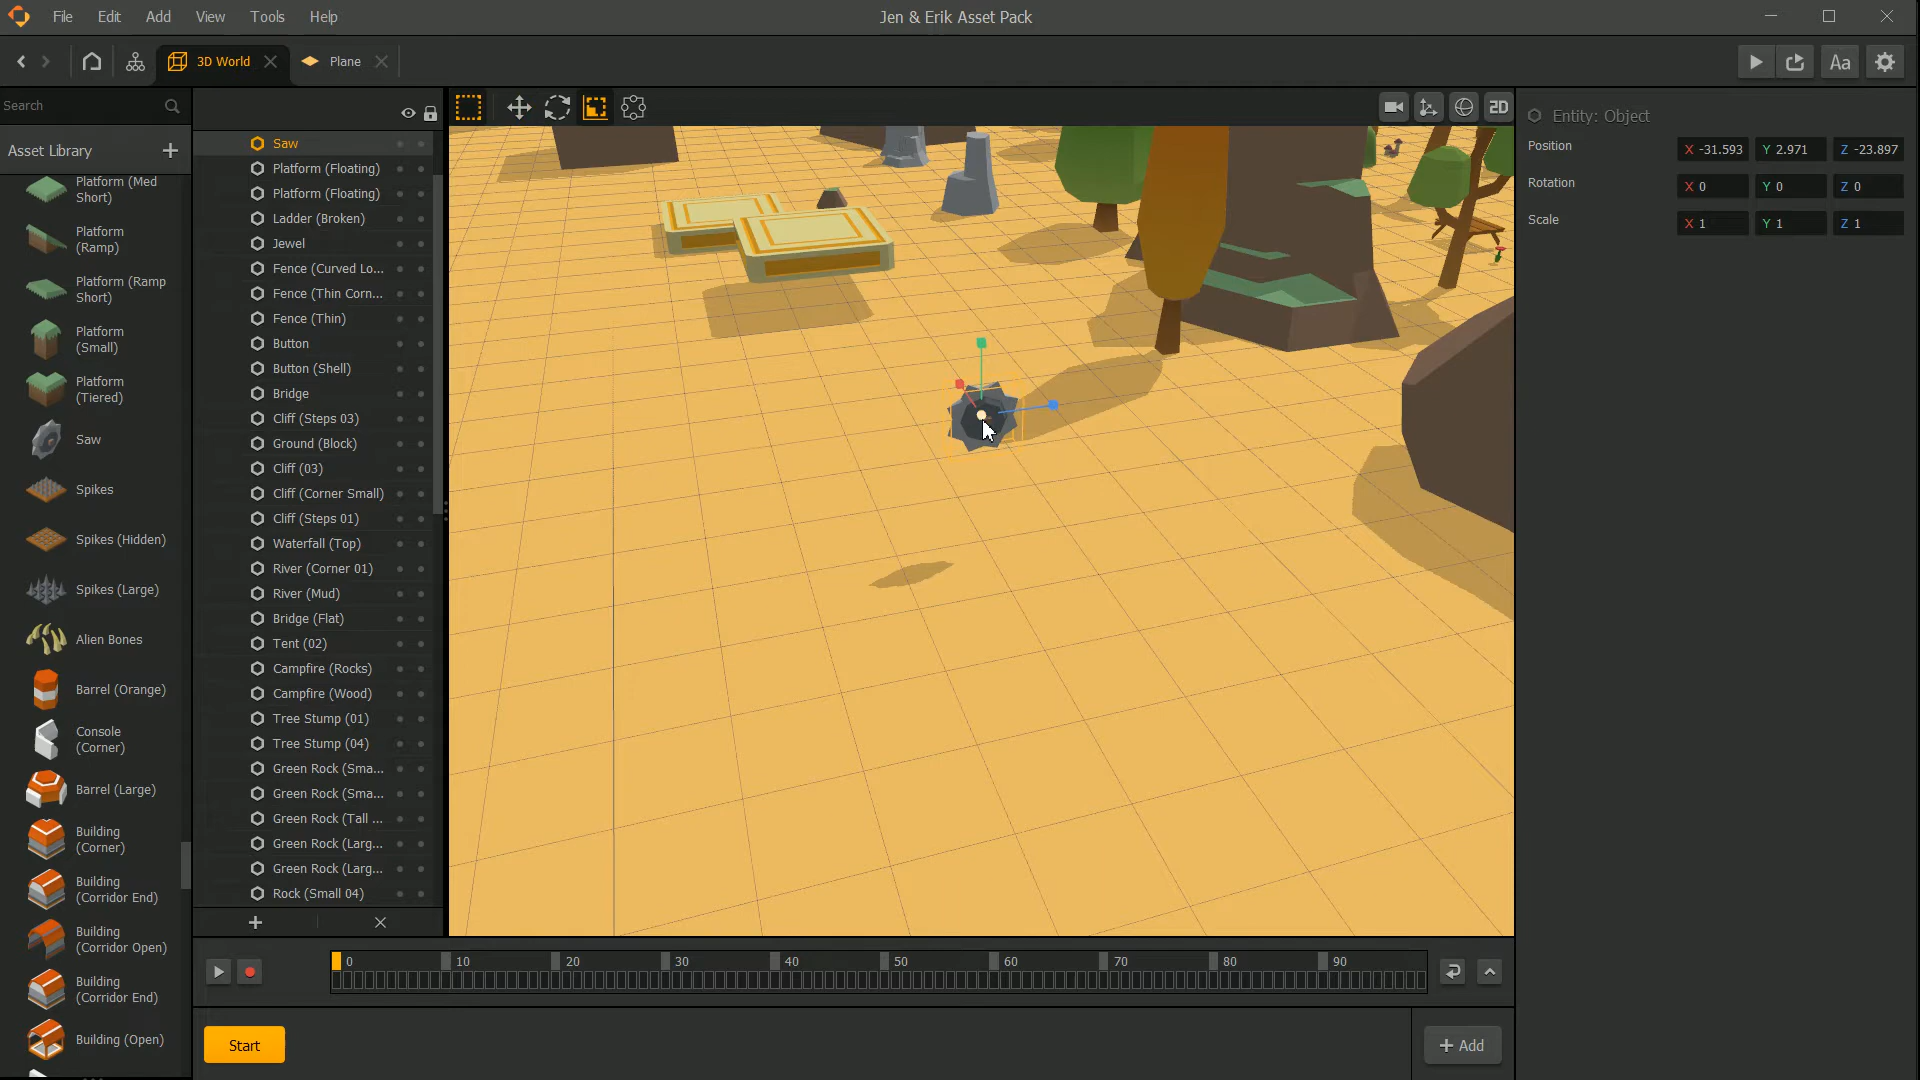 File Edit Add View Tools Help
Jen & Erik Asset Pack
3D World
Plane
Aa
Search
Asset Library
Platform (Med Short)
Platform (Ramp)
Platform (Ramp Short)
Platform (Small)
Platform (Tiered)
Saw
Spikes
Spikes (Hidden)
Spikes (Large)
Alien Bones
Barrel (Orange)
Console (Corner)
Barrel (Large)
Building (Corner)
Building (Corridor End)
Building (Corridor Open)
Building (Corridor End)
Building (Open)
Saw
Platform (Floating)
Platform (Floating)
Ladder (Broken)
Jewel
Fence (Curved Lo...
Fence (Thin Corn...
Fence (Thin)
Button
Button (Shell)
Bridge
Cliff (Steps 03)
Ground (Block)
Cliff (03)
Cliff (Corner Small)
Cliff (Steps 01)
Waterfall (Top)
River (Corner 01)
River (Mud)
Bridge (Flat)
Tent (02)
Campfire (Rocks)
Campfire (Wood)
Tree Stump (01)
Tree Stump (04)
Green Rock (Sma...
Green Rock (Sma...
Green Rock (Tall ...
Green Rock (Larg...
Green Rock (Larg...
Rock (Small 04)
2D
Entity: Object
Position X -31.593 Y 2.971 Z -23.897
Rotation X 0 Y 0 Z 0
Scale X 1 Y 1 Z 1
0 10 20 30 40 50 60 70 80 90
Start
+ Add